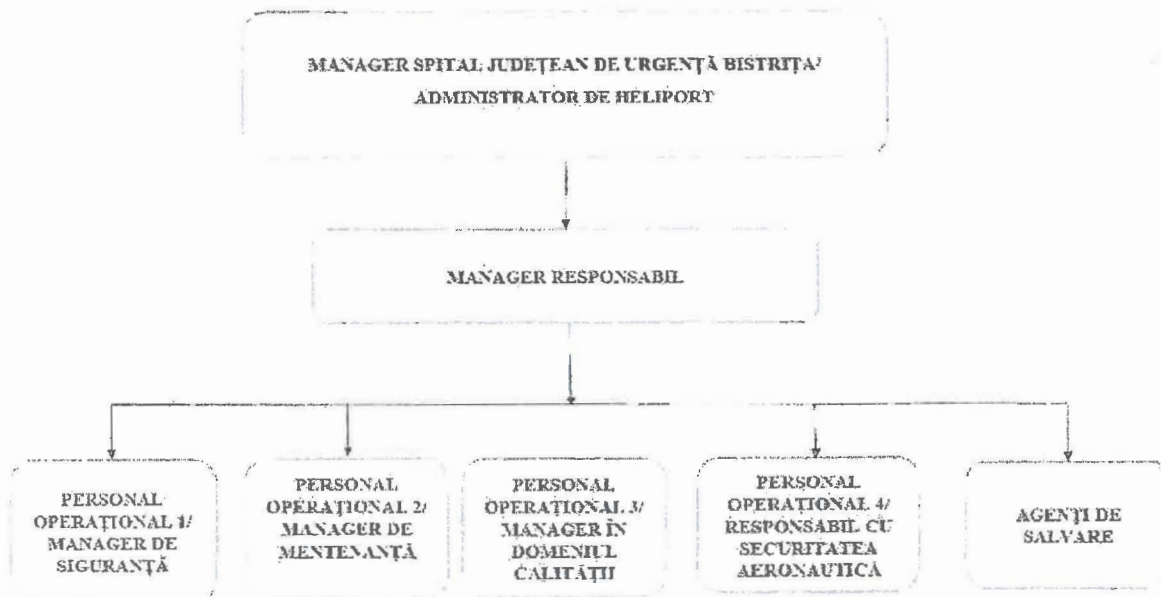 MANAGER SPITAL JUDEȚEAN DE URGENȚĂ BISTRIȚA/
ADMINISTRATOR DE HELIPORT
MANAGER RESPONSABIL
PERSONAL
OPERAȚIONAL 1/
MANAGER DE
SIGURANȚĂ
PERSONAL
OPERAȚIONAL 2/
MANAGER DE
MENTENANȚĂ
PERSONAL
OPERAȚIONAL 3/
MANAGER ÎN
DOMENIUL
CALITĂȚII
PERSONAL
OPERAȚIONAL 4/
RESPONSABIL CU
SECURITATEA
AERONAUTICĂ
AGENȚI DE
SALVARE